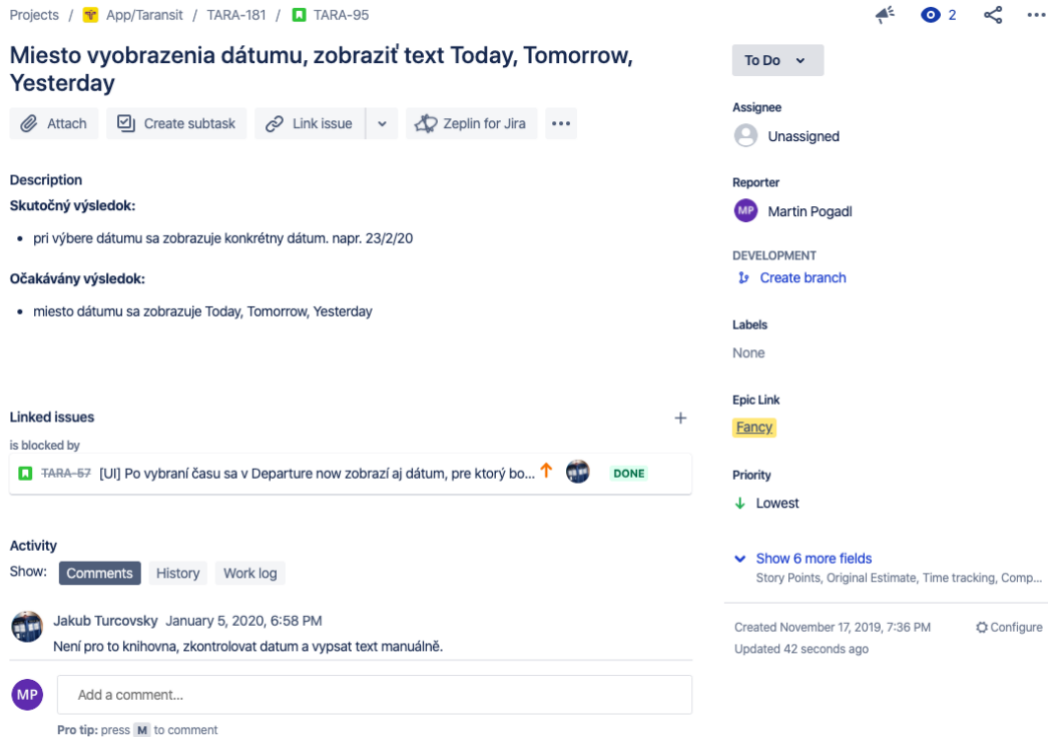 Projects / App/Taransit / TARA-181 / TARA-95
2
Miesto vyobrazenia dátumu, zobraziť text Today, Tomorrow,
Yesterday
Attach
Create subtask
Link issue
Zeplin for Jira
Description
Skutočný výsledok:
• pri výbere dátumu sa zobrazuje konkrétny dátum. napr. 23/2/20
Očakávány výsledok:
• miesto dátumu sa zobrazuje Today, Tomorrow, Yesterday
Linked issues
is blocked by
TARA-57 [UI] Po vybraní času sa v Departure now zobrazí aj dátum, pre ktorý bo... DONE
Activity
Show: Comments History Work log
Jakub Turcovsky January 5, 2020, 6:58 PM
Není pro to knihovna, zkontrolovat datum a vypsat text manuálně.
MP Add a comment...
Pro tip: press M to comment
To Do
Assignee
Unassigned
Reporter
MP Martin Pogadl
DEVELOPMENT
Create branch
Labels
None
Epic Link
Fancy
Priority
Lowest
Show 6 more fields
Story Points, Original Estimate, Time tracking, Comp...
Created November 17, 2019, 7:36 PM
Configure
Updated 42 seconds ago